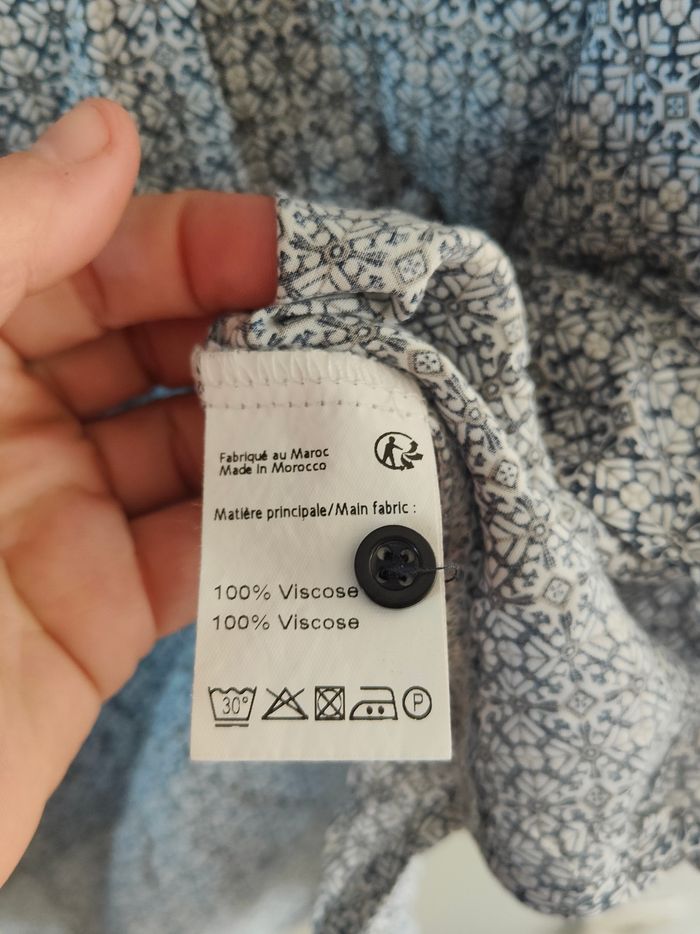 Fabriqué au Maroc
Made in Morocco
Matière principale/Main fabric :
100% Viscose
100% Viscose
30°
P